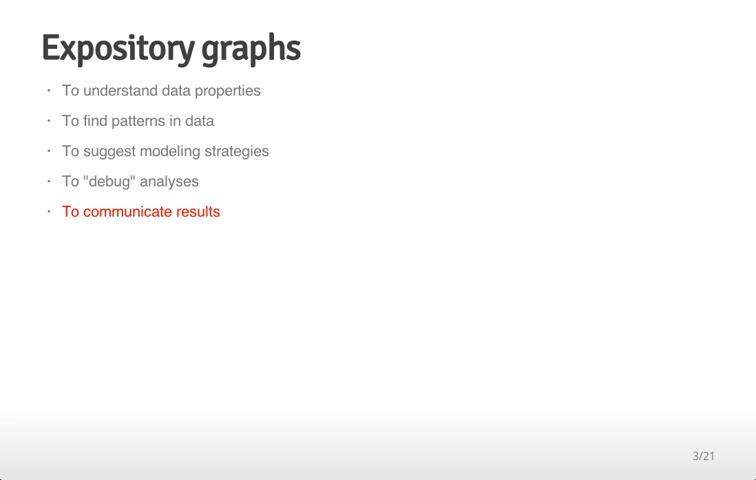 Expository graphs
· To understand data properties
· To find patterns in data
· To suggest modeling strategies
· To "debug" analyses
· To communicate results
3/21